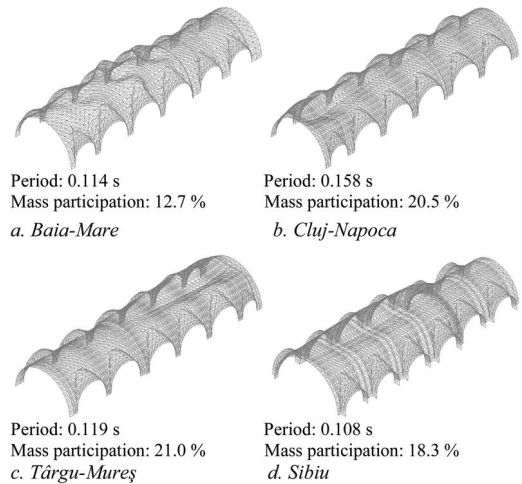 Period: 0.114 s
Mass participation: 12.7 %
a. Baia-Mare
Period: 0.158 s
Mass participation: 20.5 %
b. Cluj-Napoca
Period: 0.119 s
Mass participation: 21.0 %
c. Târgu-Mureş
Period: 0.108 s
Mass participation: 18.3 %
d. Sibiu